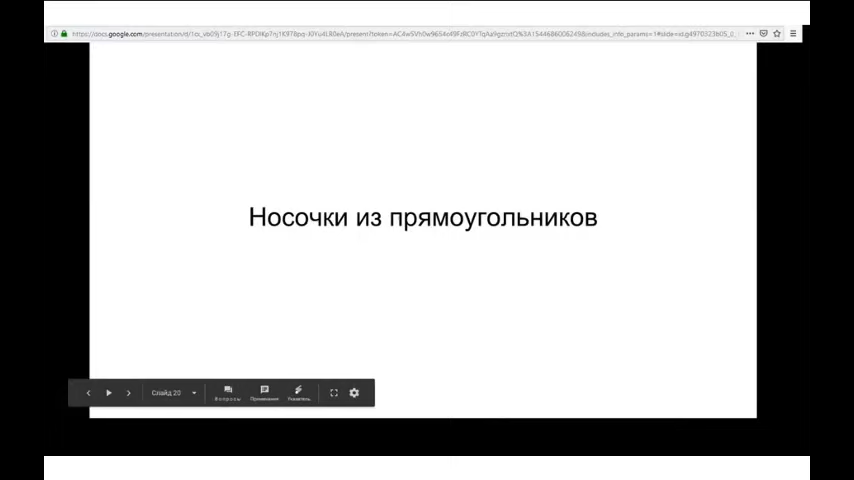 Носочки из прямоугольников
Слайд 20
Вопросы
Примечания
Указатель